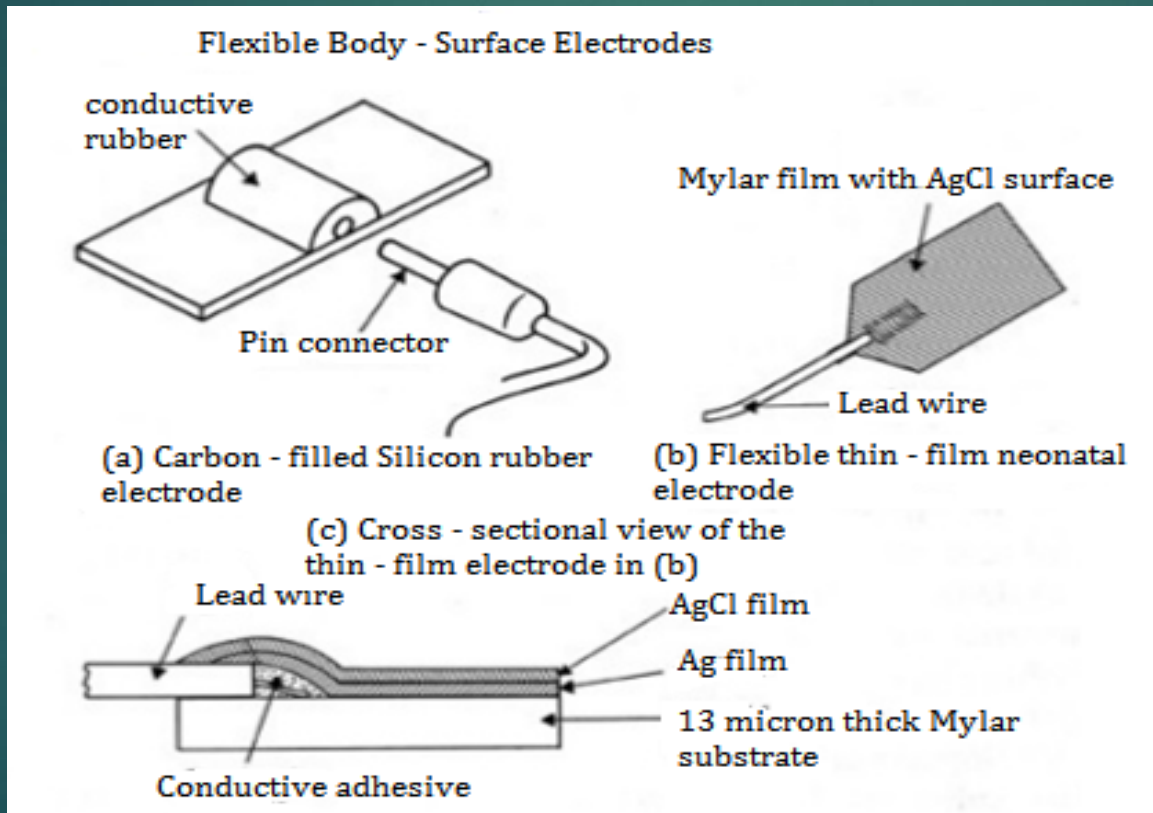 Flexible Body - Surface Electrodes
conductive
rubber
Mylar film with AgCl surface
Pin connector
Lead wire
(a) Carbon - filled Silicon rubber
electrode
(b) Flexible thin - film neonatal
electrode
(c) Cross - sectional view of the
thin - film electrode in (b)
Lead wire
AgCl film
Ag film
13 micron thick Mylar
substrate
Conductive adhesive